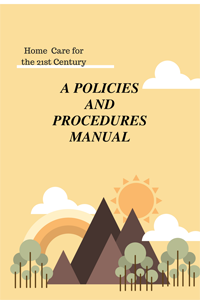 Home Care for
the 21st Century
A POLICIES
AND
PROCEDURES
MANUAL